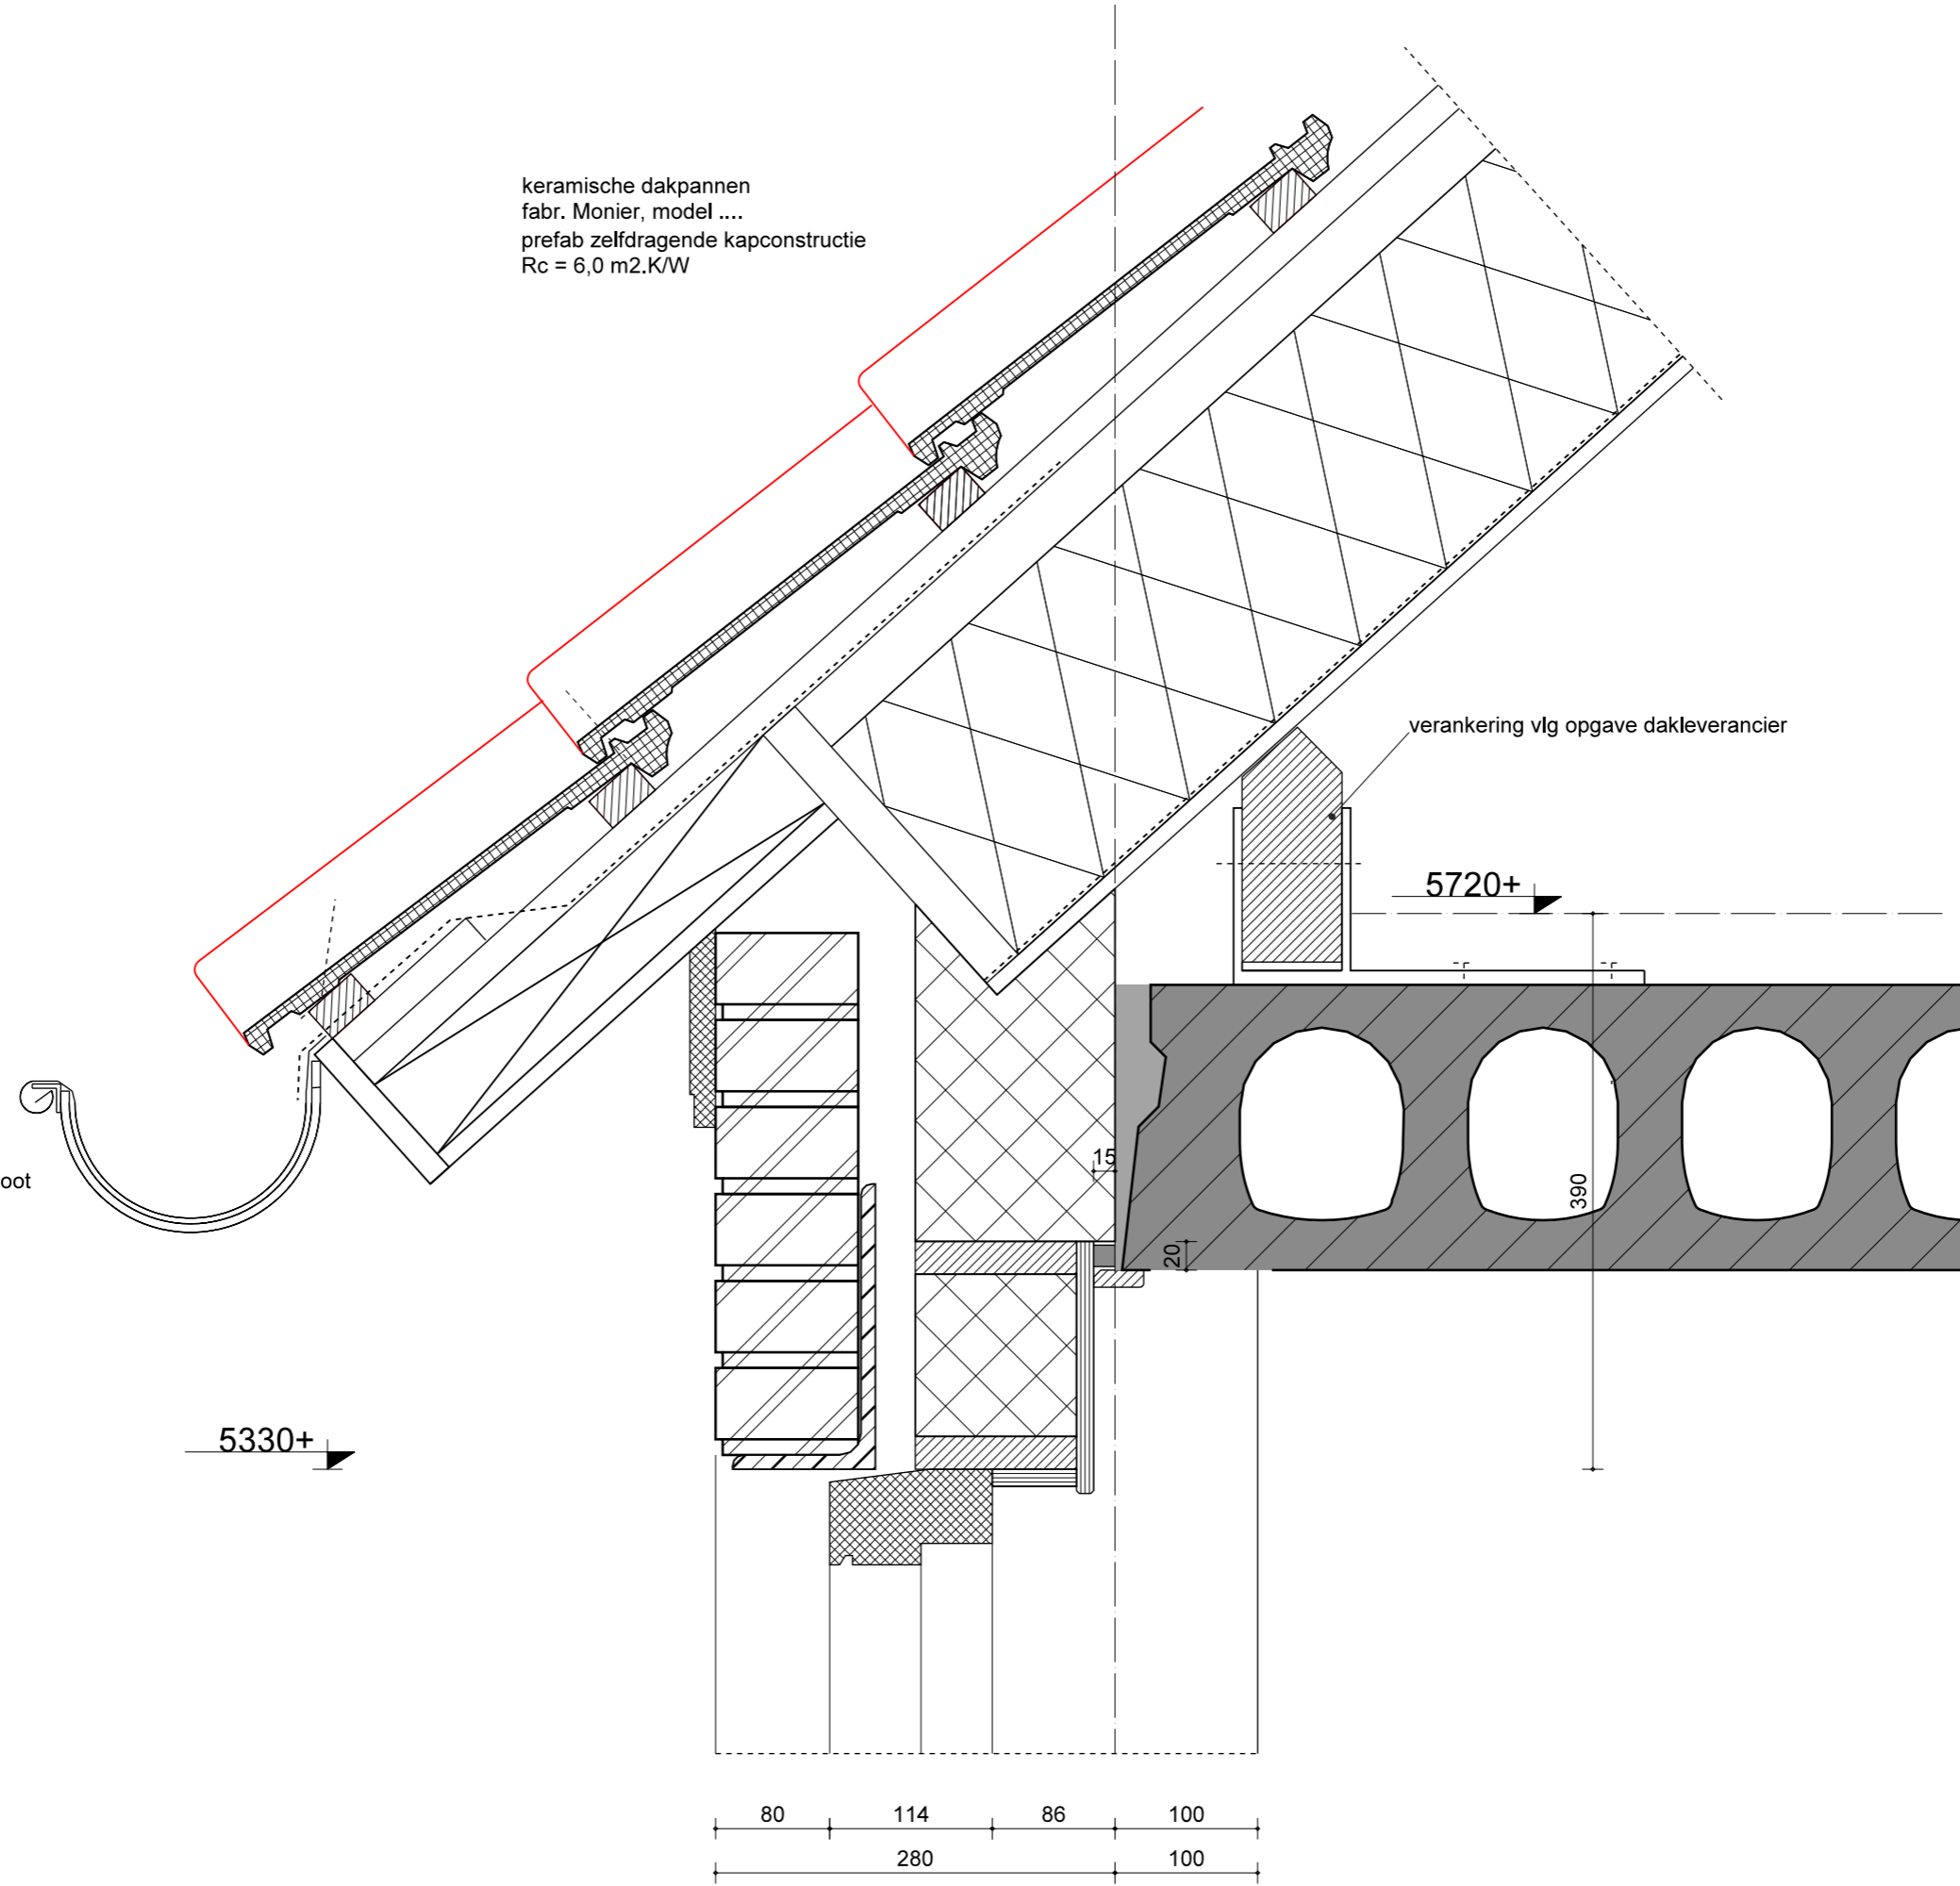 keramische dakpannen
fabr. Monier, model ....
prefab zelfdragende kapconstructie
Rc = 6,0 m2.K/W
verankering vlg opgave dakleverancier
5720+
15
oot
390
20
5330+
80 114 86 100
280 100